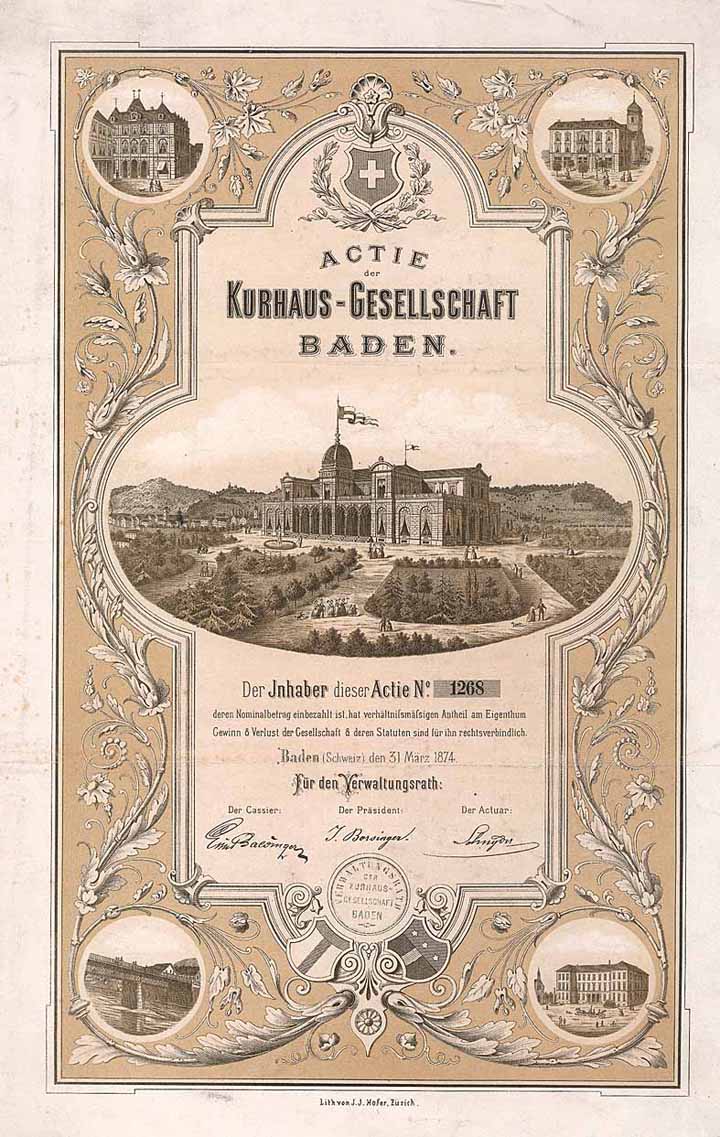 ACTIE
der
KURHAUS-GESELLSCHAFT
BADEN.
Der Jnhaber dieser Actie No. 1268
deren Nominalbetrag einbezahlt ist, hat verhältnifsmäfsigen Antheil am Eigenthum
Gewinn & Verlust der Gesellschaft & deren Statuten sind für ihn rechtsverbindlich.
Baden (Schweiz) den 31 März 1874.
Für den Verwaltungsrath:
Der Cassier: Der Präsident: Der Actuar:
J. Borsinger.
VERWALTUNGSRATH
DER
KURHAUS-
GESELLSCHAFT
BADEN
Lith von J. J. Hofer, Zürich.